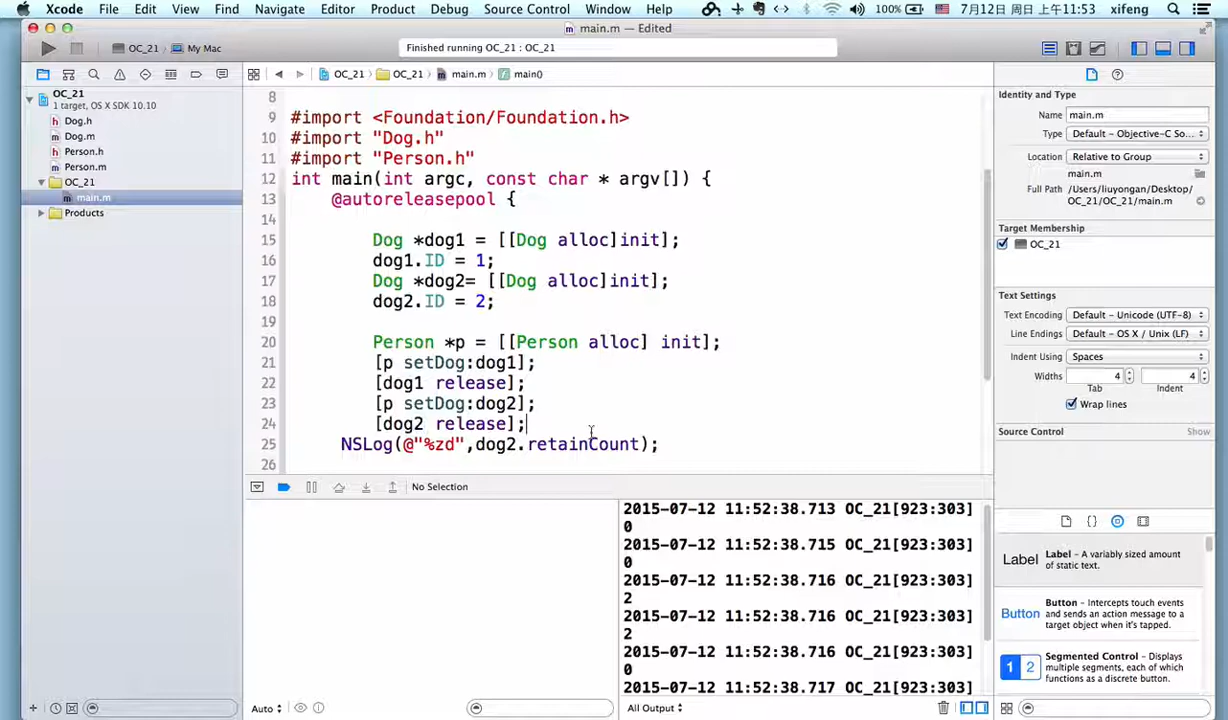 Xcode File Edit View Find Navigate Editor Product Debug Source Control Window Help 100% 7月12日 周日 上午11:53 xifeng
main.m — Edited
OC_21 My Mac
Finished running OC_21 : OC_21
OC_21 OC_21 main.m main()
OC_21
1 target, OS X SDK 10.10
Dog.h
Dog.m
Person.h
Person.m
OC_21
main.m
Products
8
9 #import <Foundation/Foundation.h>
10 #import "Dog.h"
11 #import "Person.h"
12 int main(int argc, const char * argv[]) {
13 @autoreleasepool {
14
15 Dog *dog1 = [[Dog alloc]init];
16 dog1.ID = 1;
17 Dog *dog2= [[Dog alloc]init];
18 dog2.ID = 2;
19
20 Person *p = [[Person alloc] init];
21 [p setDog:dog1];
22 [dog1 release];
23 [p setDog:dog2];
24 [dog2 release];
25 NSLog(@"%zd",dog2.retainCount);
26
No Selection
2015-07-12 11:52:38.713 OC_21[923:303]
0
2015-07-12 11:52:38.715 OC_21[923:303]
0
2015-07-12 11:52:38.716 OC_21[923:303]
2
2015-07-12 11:52:38.716 OC_21[923:303]
2
2015-07-12 11:52:38.716 OC_21[923:303]
0
2015-07-12 11:52:38.717 OC_21[923:303]
Auto
All Output
Identity and Type
Name main.m
Type Default - Objective-C So...
Location Relative to Group
main.m
Full Path /Users/liuyongan/Desktop/
OC_21/OC_21/main.m
Target Membership
OC_21
Text Settings
Text Encoding Default - Unicode (UTF-8)
Line Endings Default - OS X / Unix (LF)
Indent Using Spaces
Widths 4 4
Tab Indent
Wrap lines
Source Control Show
Label
Label - A variably sized amount
of static text.
Button
Button - Intercepts touch events
and sends an action message to a
target object when it's tapped.
1 2
Segmented Control - Displays
multiple segments, each of which
functions as a discrete button.